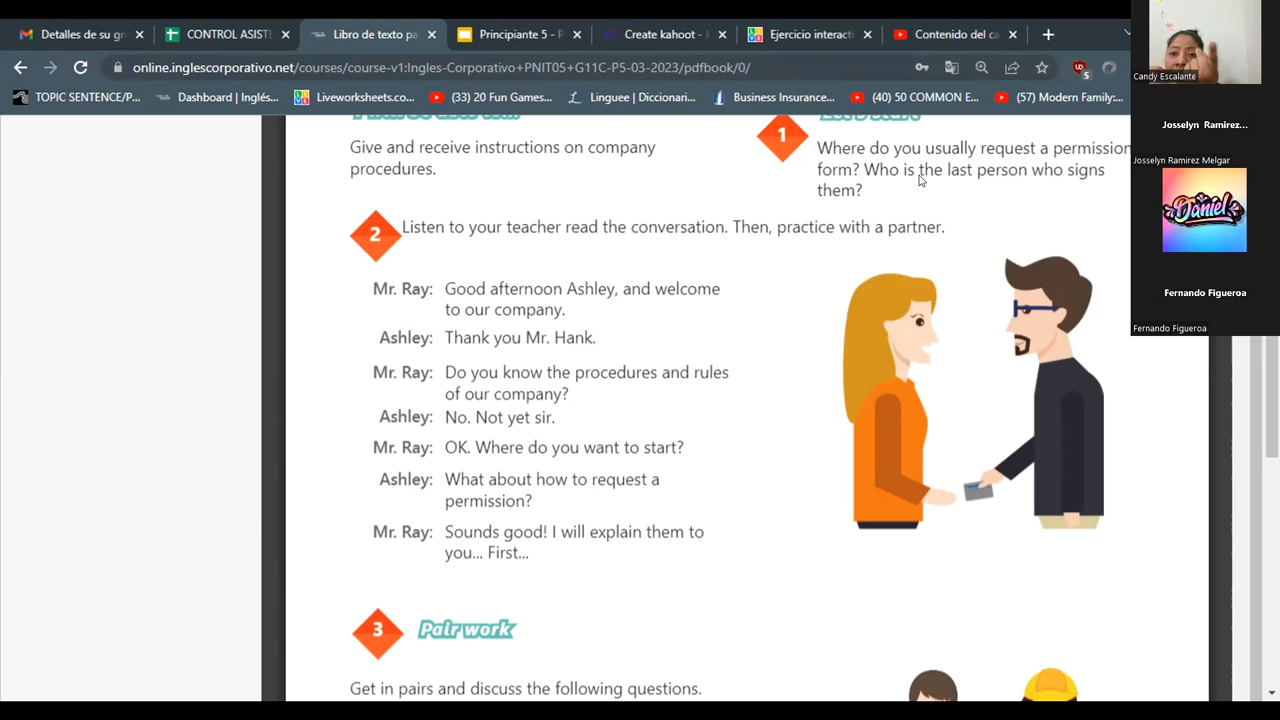 Detalles de su gr
CONTROL ASISTE
Libro de texto pa
Principiante 5 - P
Create kahoot -
Ejercicio interact
Contenido del ca
online.inglescorporativo.net/courses/course-v1:Ingles-Corporativo+PNIT05+G11C-P5-03-2023/pdfbook/0/
5
TOPIC SENTENCE/P...
Dashboard | Inglés...
Liveworksheets.co...
(33) 20 Fun Games...
Linguee | Diccionari...
Business Insurance...
(40) 50 COMMON E...
(57) Modern Family:...
Candy Escalante
Josselyn Ramirez...
Josselyn Ramirez Melgar
Daniel
Fernando Figueroa
Fernando Figueroa
Give and receive instructions on company
procedures.
1
Where do you usually request a permission
form? Who is the last person who signs
them?
2 Listen to your teacher read the conversation. Then, practice with a partner.
Mr. Ray: Good afternoon Ashley, and welcome
to our company.
Ashley: Thank you Mr. Hank.
Mr. Ray: Do you know the procedures and rules
of our company?
Ashley: No. Not yet sir.
Mr. Ray: OK. Where do you want to start?
Ashley: What about how to request a
permission?
Mr. Ray: Sounds good! I will explain them to
you... First...
3 Pair work
Get in pairs and discuss the following questions.